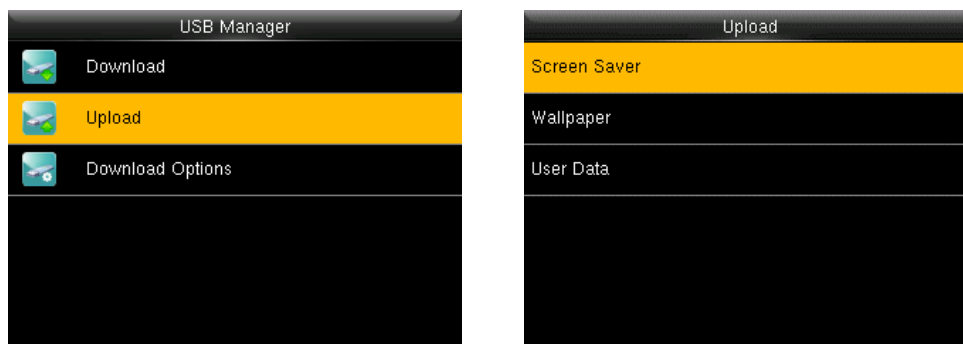 USB Manager
Download
Upload
Download Options
Upload
Screen Saver
Wallpaper
User Data